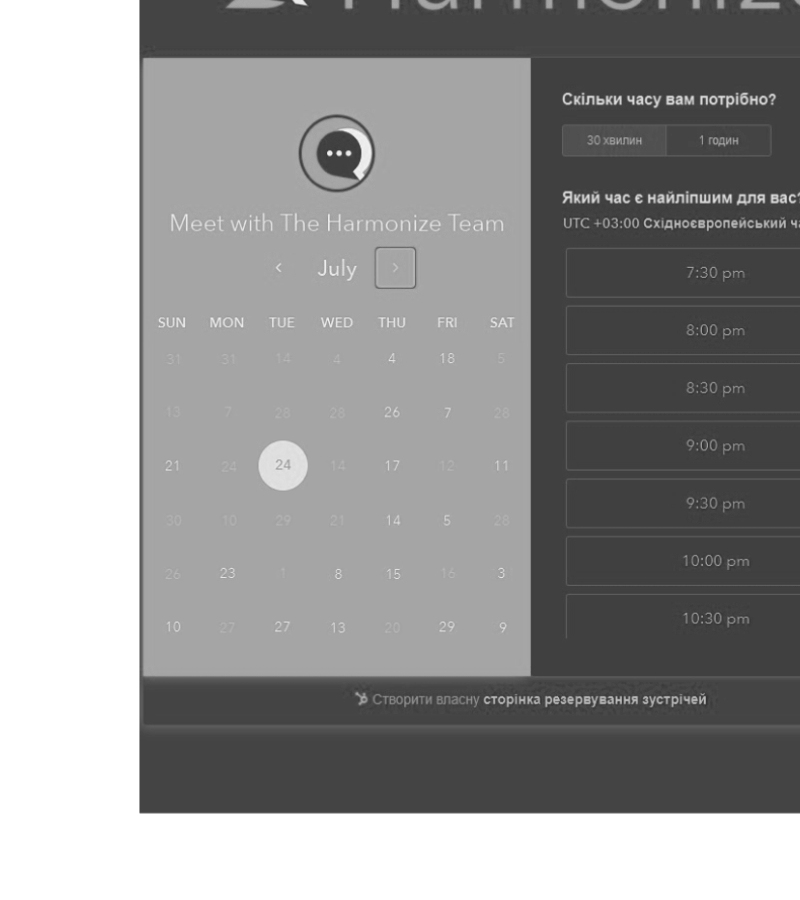 Harmonize
Meet with The Harmonize Team
July
SUN MON TUE WED THU FRI SAT
31 31 14 4 4 18 5
13 7 28 28 26 7 28
21 24 24 14 17 12 11
30 10 29 21 14 5 28
26 23 1 8 15 16 3
10 27 27 13 20 29 9
Скільки часу вам потрібно?
30 хвилин 1 годин
Який час є найліпшим для вас?
UTC +03:00 Східноєвропейський
7:30 pm
8:00 pm
8:30 pm
9:00 pm
9:30 pm
10:00 pm
10:30 pm
Створити власну сторінка резервування зустрічей